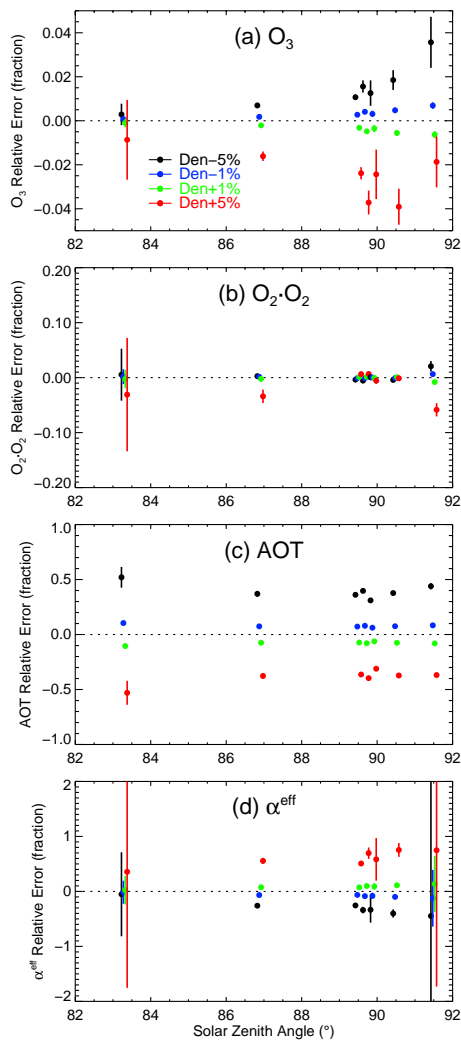 (a) O₃
O₃ Relative Error (fraction)
0.04
0.02
0.00
−0.02
−0.04
Den−5%
Den−1%
Den+1%
Den+5%
82 84 86 88 90 92
(b) O₂·O₂
O₂·O₂ Relative Error (fraction)
0.20
0.10
0.00
−0.10
−0.20
82 84 86 88 90 92
(c) AOT
AOT Relative Error (fraction)
1.0
0.5
0.0
−0.5
−1.0
82 84 86 88 90 92
(d) α^eff
α^eff Relative Error (fraction)
2
1
0
−1
−2
82 84 86 88 90 92
Solar Zenith Angle (°)